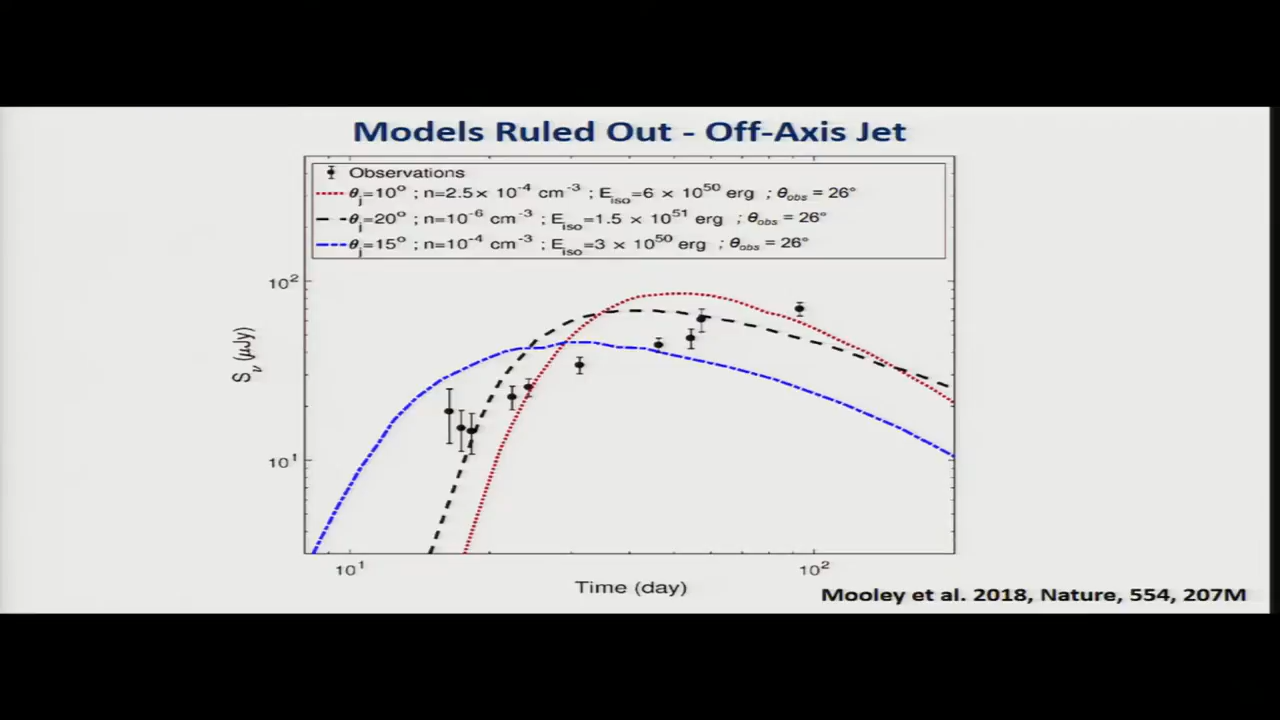 Models Ruled Out - Off-Axis Jet
Observations
θj=10° ; n=2.5 × 10^-4 cm^-3 ; Eiso=6 × 10^50 erg ; θobs = 26°
θj=20° ; n=10^-6 cm^-3 ; Eiso=1.5 × 10^51 erg ; θobs = 26°
θj=15° ; n=10^-4 cm^-3 ; Eiso=3 × 10^50 erg ; θobs = 26°
10^2
Sν (μJy)
10^1
10^1
10^2
Time (day)
Mooley et al. 2018, Nature, 554, 207M